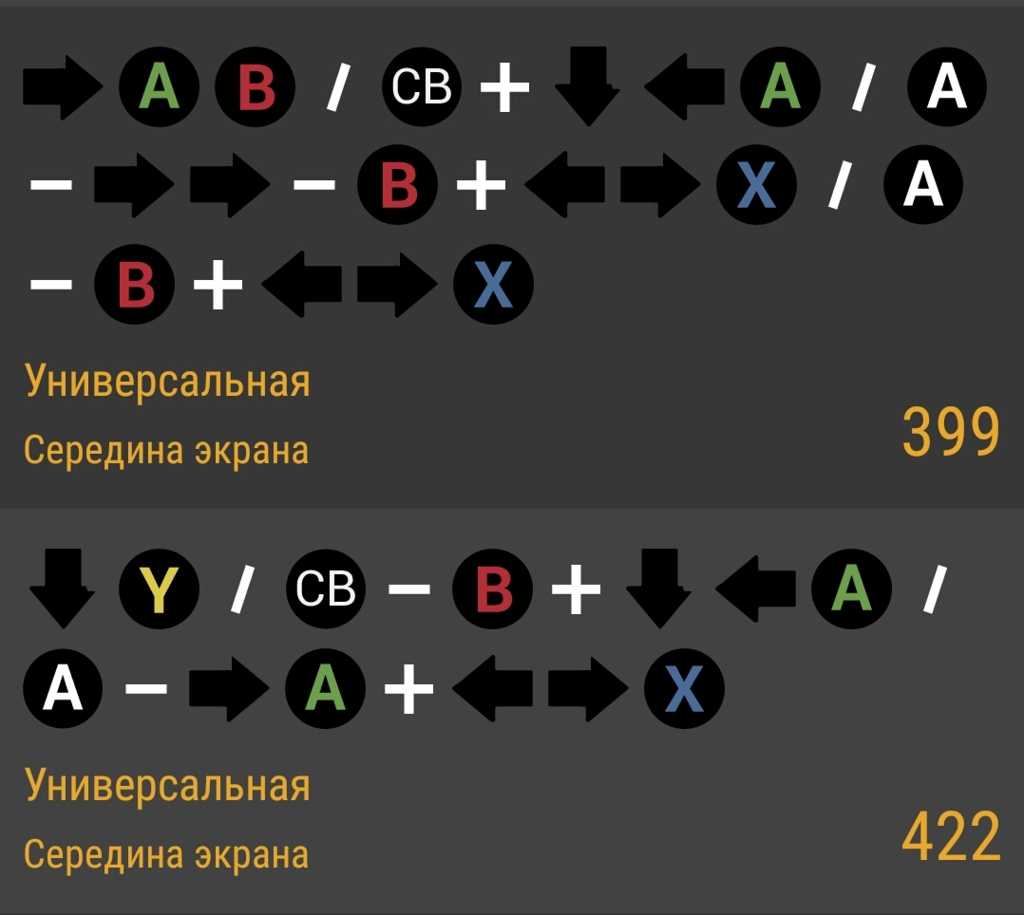 → A B / CB + ↓ ← A / A
− → → − B + ← → X / A
− B + ← → X
Универсальная
Середина экрана
399
↓ Y / CB − B + ↓ ← A /
A − → A + ← → X
Универсальная
Середина экрана
422